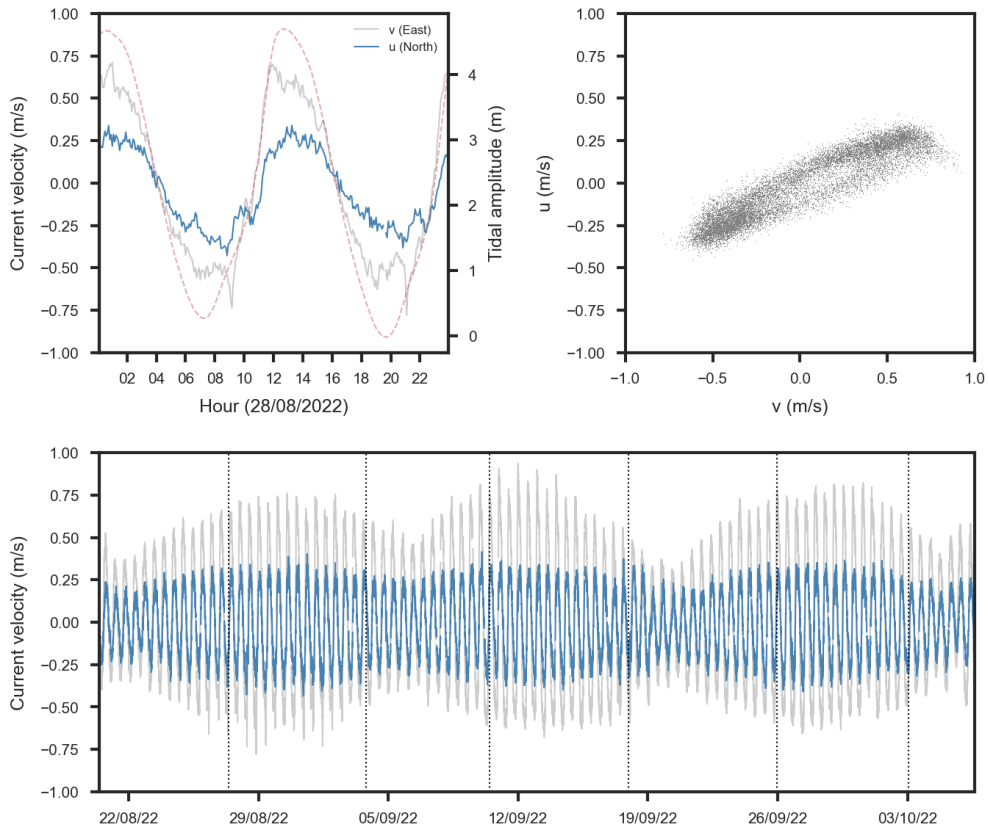 1.00
0.75
0.50
0.25
0.00
−0.25
−0.50
−0.75
−1.00
Current velocity (m/s)
v (East)
u (North)
4
3
2
1
0
Tidal amplitude (m)
02 04 06 08 10 12 14 16 18 20 22
Hour (28/08/2022)
1.00
0.75
0.50
0.25
0.00
−0.25
−0.50
−0.75
−1.00
u (m/s)
−1.0 −0.5 0.0 0.5 1.0
v (m/s)
1.00
0.75
0.50
0.25
0.00
−0.25
−0.50
−0.75
−1.00
Current velocity (m/s)
22/08/22 29/08/22 05/09/22 12/09/22 19/09/22 26/09/22 03/10/22